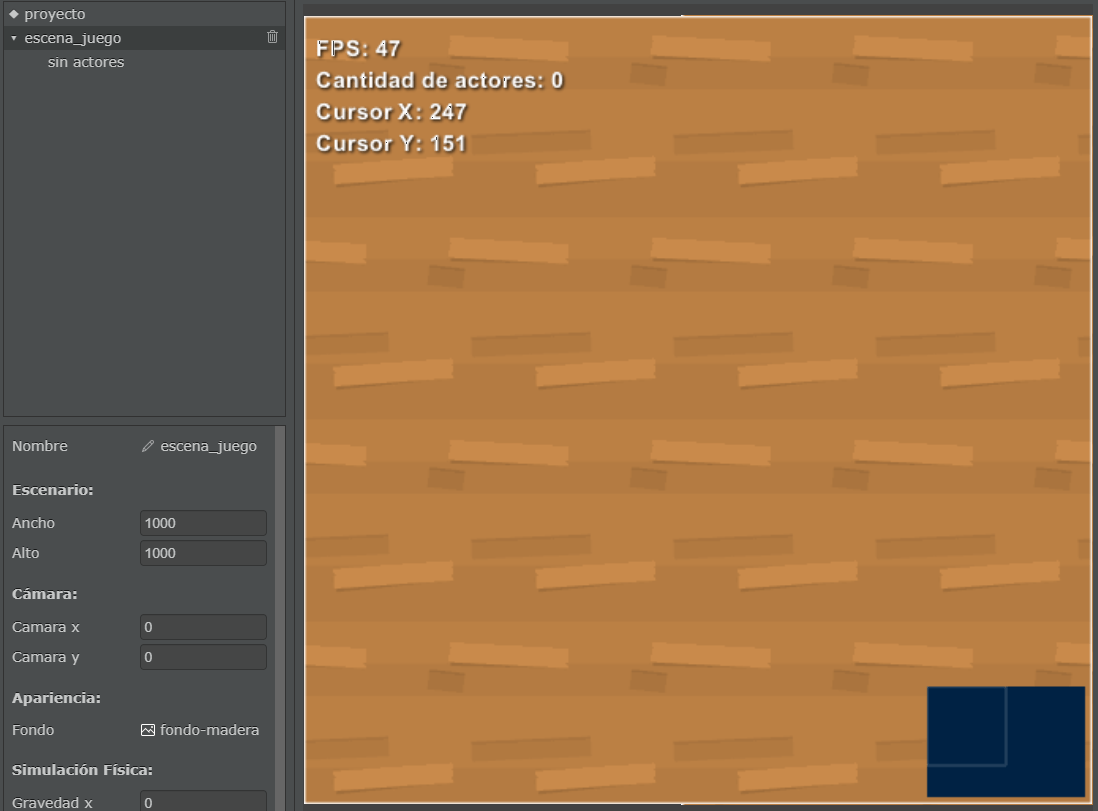 proyecto
escena_juego
sin actores
Nombre escena_juego
Escenario:
Ancho 1000
Alto 1000
Cámara:
Camara x 0
Camara y 0
Apariencia:
Fondo fondo-madera
Simulación Física:
Gravedad x 0
FPS: 47
Cantidad de actores: 0
Cursor X: 247
Cursor Y: 151